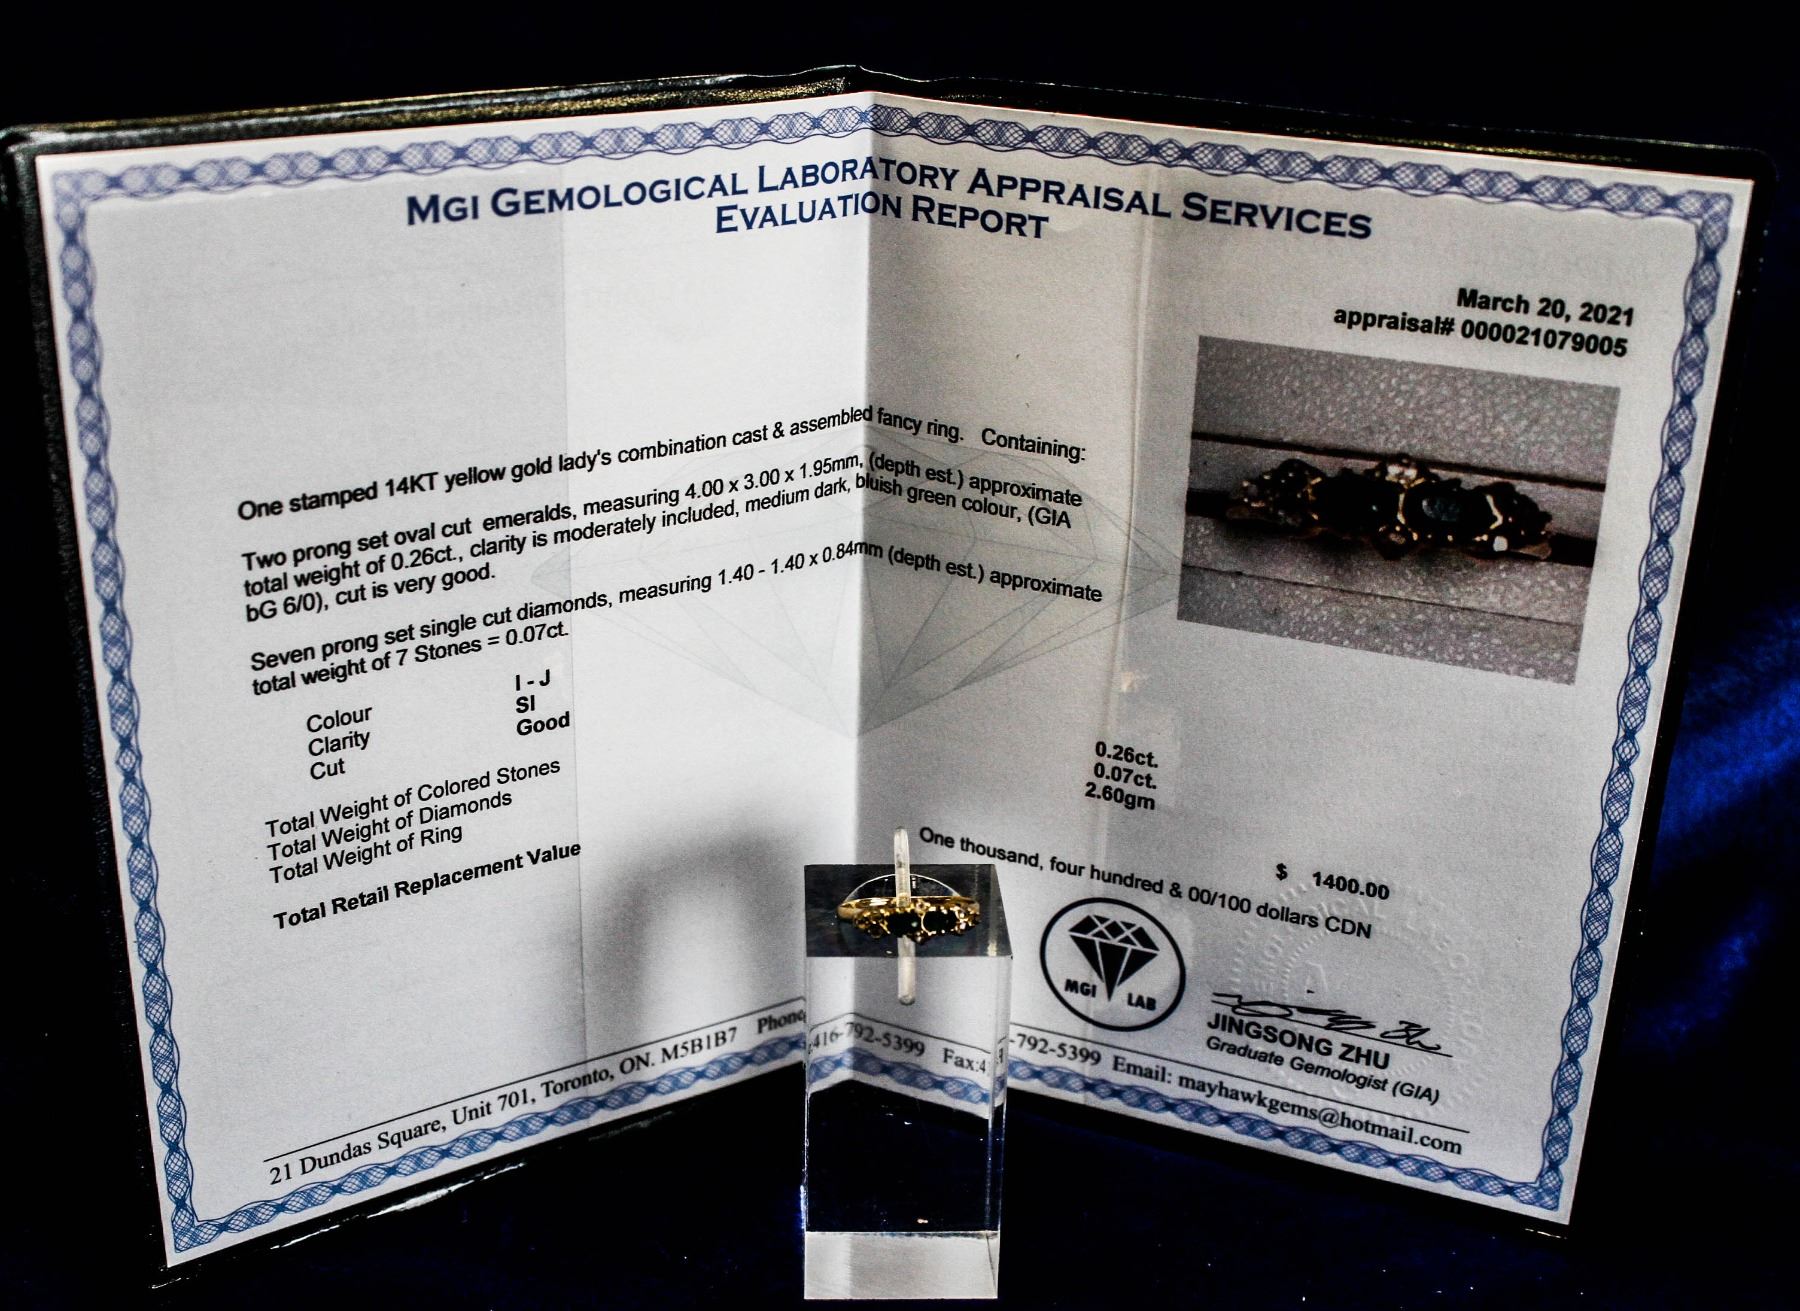 MGI GEMOLOGICAL LABORATORY APPRAISAL SERVICES
EVALUATION REPORT
March 20, 2021
appraisal# 000021079005
One stamped 14KT yellow gold lady's combination cast & assembled fancy ring. Containing:
Two prong set oval cut emeralds, measuring 4.00 x 3.00 x 1.95mm, (depth est.) approximate
total weight of 0.26ct., clarity is moderately included, medium dark, bluish green colour, (GIA
bG 6/0), cut is very good.
Seven prong set single cut diamonds, measuring 1.40 - 1.40 x 0.84mm (depth est.) approximate
total weight of 7 Stones = 0.07ct.
Colour I - J
Clarity SI
Cut Good
Total Weight of Colored Stones 0.26ct.
Total Weight of Diamonds 0.07ct.
Total Weight of Ring 2.60gm
Total Retail Replacement Value $ 1400.00
One thousand, four hundred & 00/100 dollars CDN
MGI LAB
JINGSONG ZHU
Graduate Gemologist (GIA)
21 Dundas Square, Unit 701, Toronto, ON. M5B1B7 Phone:416-792-5399 Fax:4 -792-5399 Email: mayhawkgems@hotmail.com